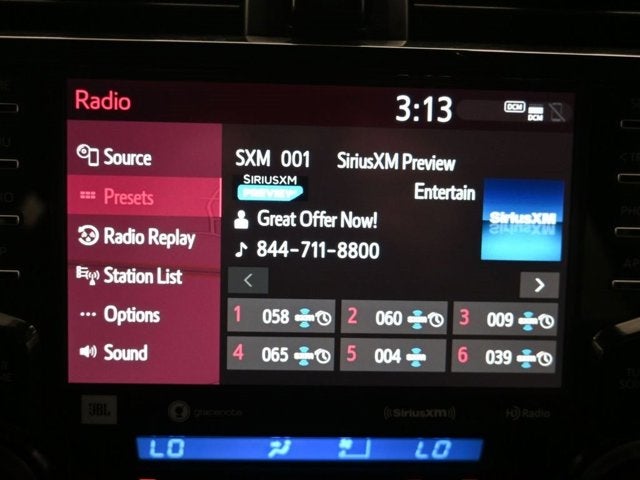 Radio
3:13
DCM
DCM
Source
SXM 001 SiriusXM Preview
SIRIUSXM
PREVIEW
Entertain
SiriusXM
Presets
Great Offer Now!
Radio Replay
844-711-8800
Station List
< >
Options
1 058 2 060 3 009
Sound
4 065 5 004 6 039
JBL
gracenote
SiriusXM
HD Radio
LO LO